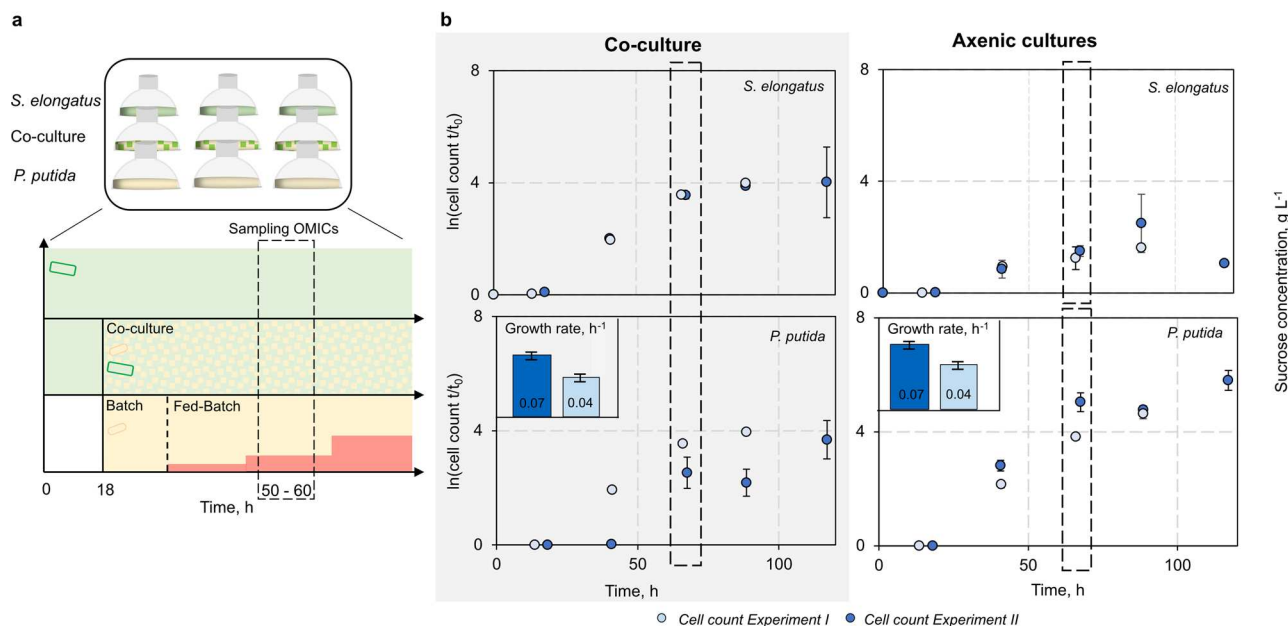 a
S. elongatus
Co-culture
P. putida
Sampling OMICs
Co-culture
Batch
Fed-Batch
0
18
50 - 60
Time, h
b
Co-culture
Axenic cultures
8
S. elongatus
ln(cell count t/t0)
4
0
8
S. elongatus
4
0
8
Growth rate, h-1
P. putida
0.07
0.04
ln(cell count t/t0)
4
0
0
50
100
Time, h
8
Growth rate, h-1
P. putida
0.07
0.04
4
0
0
50
100
Time, h
Sucrose concentration, g L-1
Cell count Experiment I
Cell count Experiment II